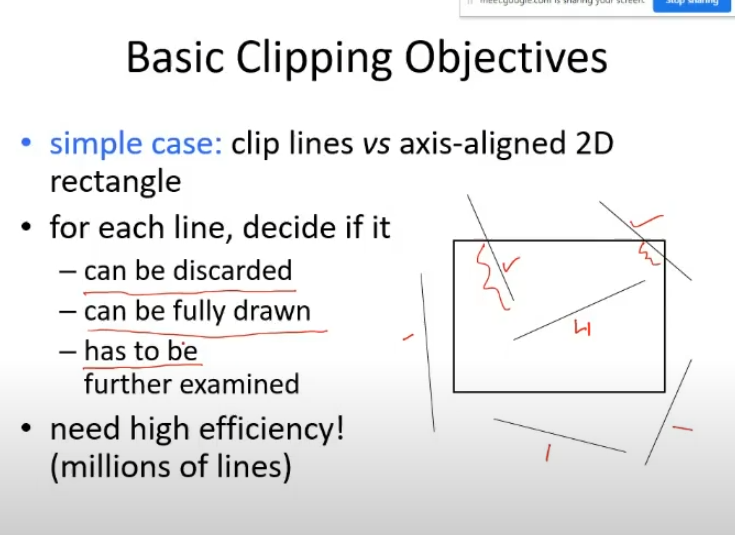 meet.google.com is sharing your screen.
Stop sharing
Basic Clipping Objectives
• simple case: clip lines vs axis-aligned 2D
rectangle
• for each line, decide if it
– can be discarded
– can be fully drawn
– has to be
further examined
• need high efficiency!
(millions of lines)